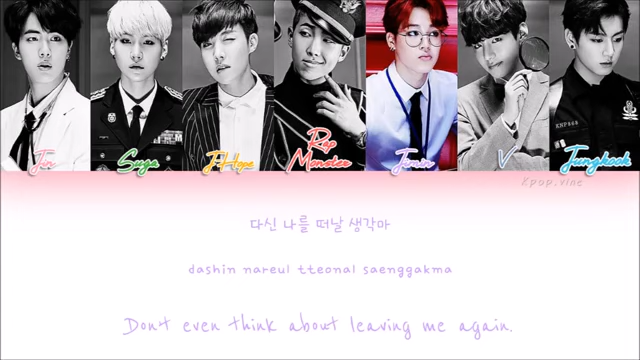 Jin Suga J-Hope Rap Monster Jimin V Jungkook
Kpop.vine
다신 나를 떠날 생각마
dashin nareul tteonal saenggakma
Don't even think about leaving me again.